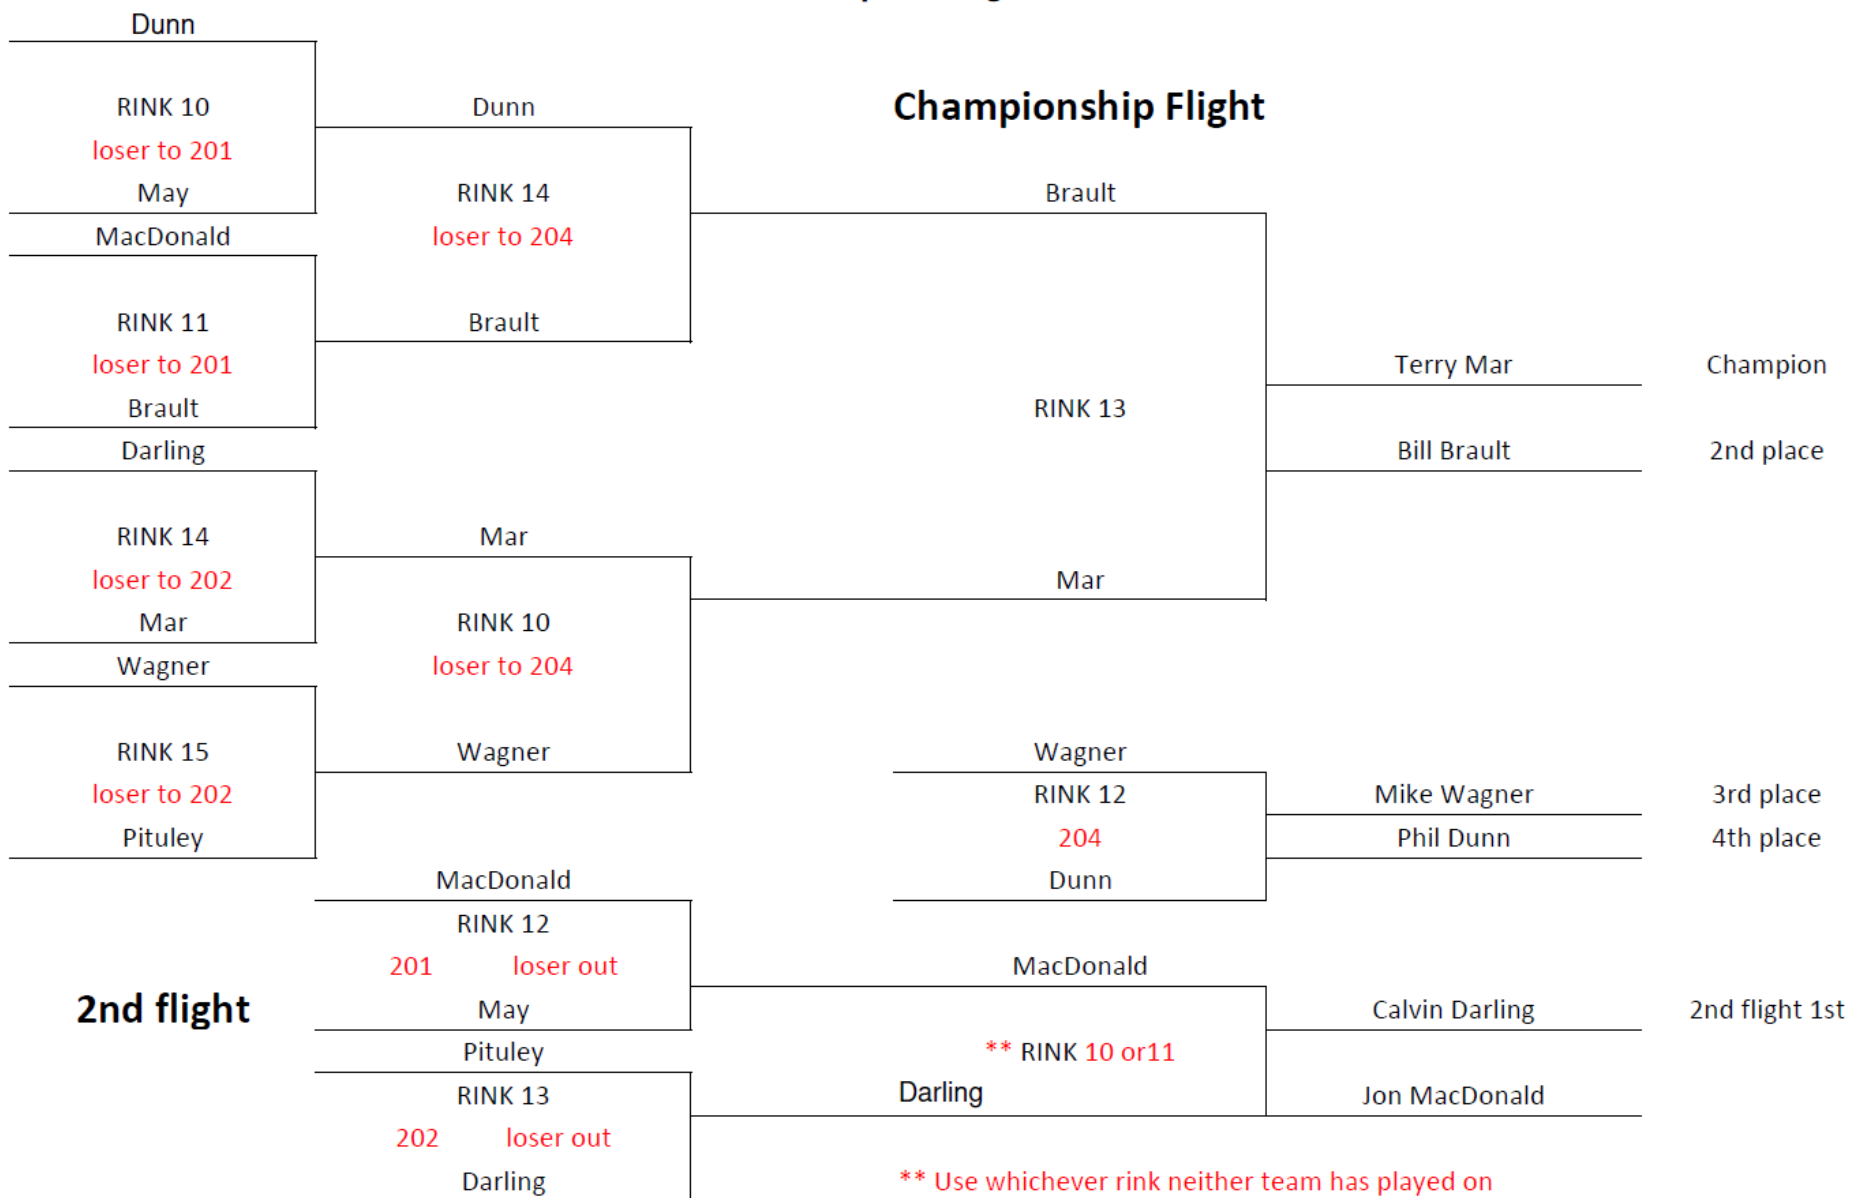 Dunn
RINK 10 Dunn Championship Flight
loser to 201
May RINK 14 Brault
MacDonald loser to 204
RINK 11 Brault
loser to 201 Terry Mar Champion
Brault RINK 13
Darling Bill Brault 2nd place
RINK 14 Mar
loser to 202 Mar
Mar RINK 10
Wagner loser to 204
RINK 15 Wagner Wagner
loser to 202 RINK 12 Mike Wagner 3rd place
Pituley 204 Phil Dunn 4th place
MacDonald Dunn
RINK 12
201 loser out MacDonald
2nd flight May Calvin Darling 2nd flight 1st
Pituley ** RINK 10 or11
RINK 13 Darling Jon MacDonald
202 loser out
Darling ** Use whichever rink neither team has played on